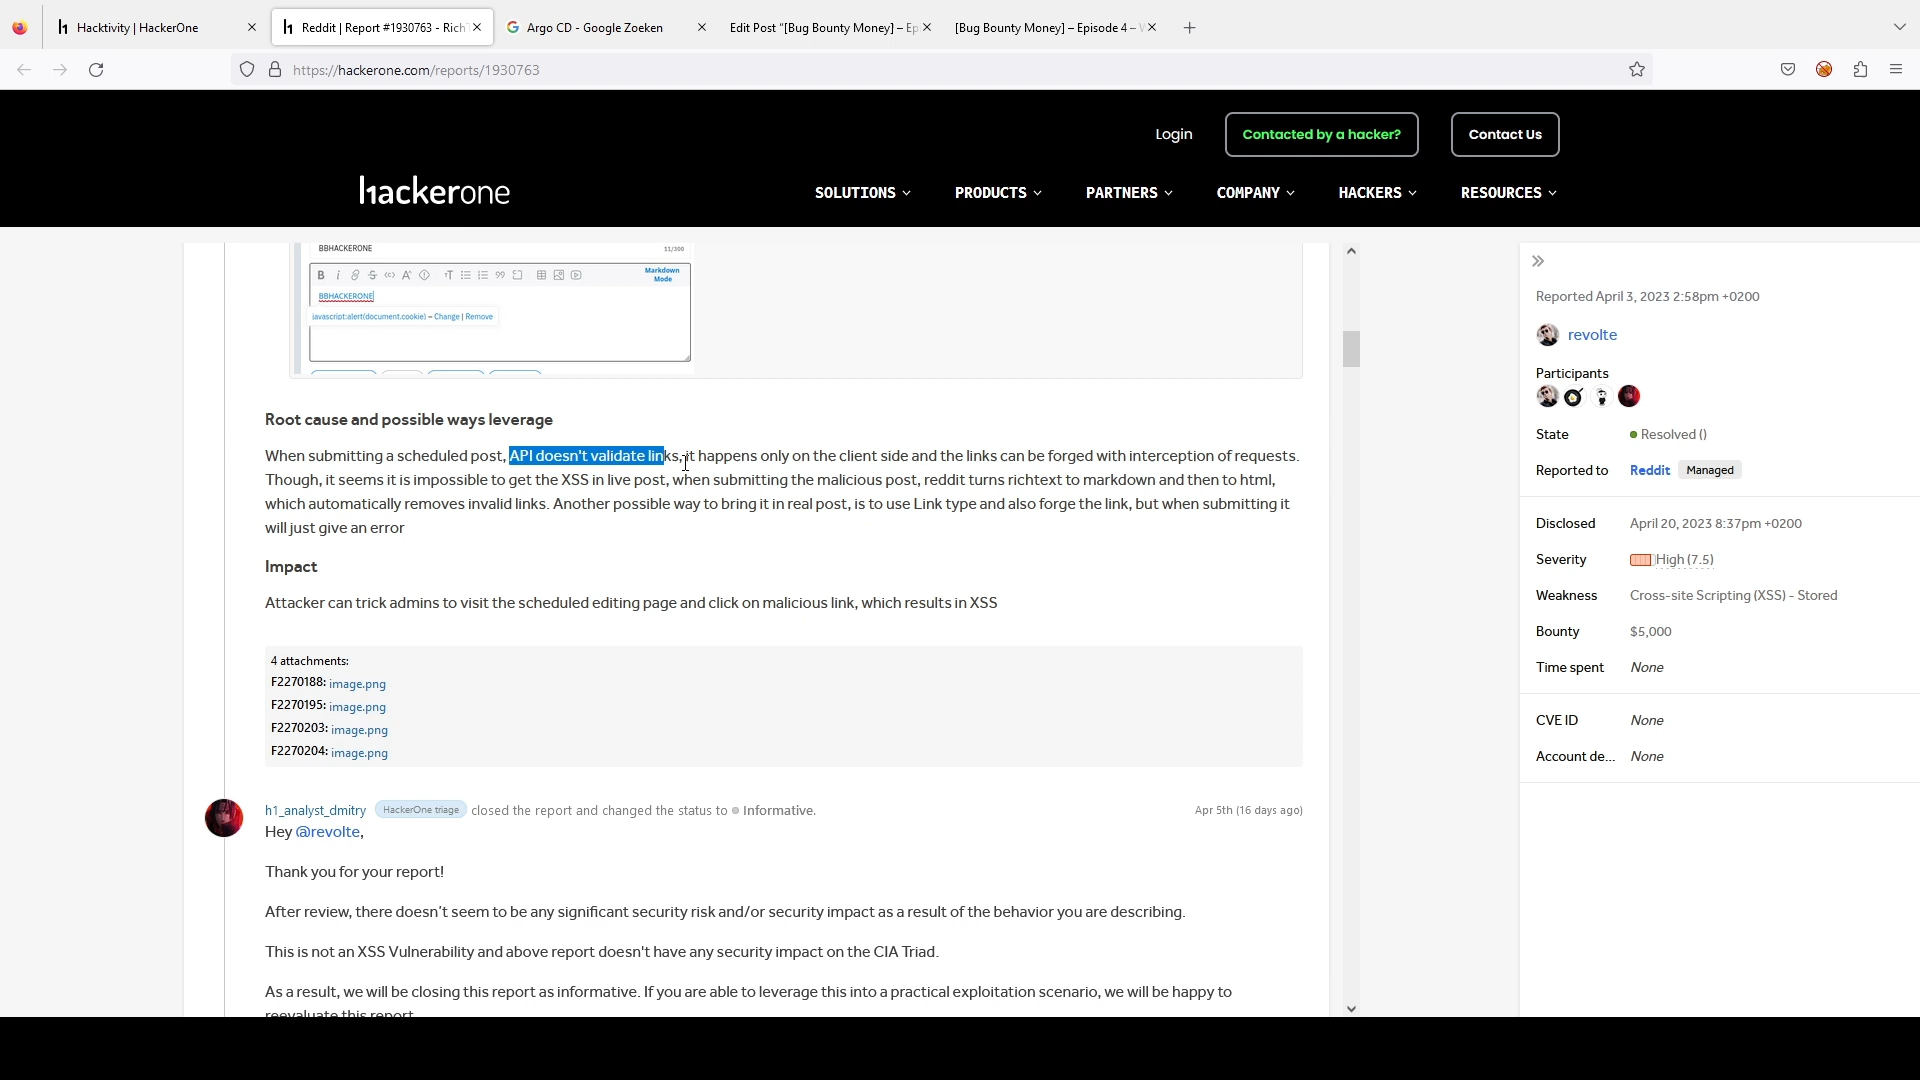 Hacktivity | HackerOne
Reddit | Report #1930763 - Rich
Argo CD - Google Zoeken
Edit Post "[Bug Bounty Money] – Ep
[Bug Bounty Money] – Episode 4 –
https://hackerone.com/reports/1930763
Login
Contacted by a hacker?
Contact Us
hackerone
SOLUTIONS
PRODUCTS
PARTNERS
COMPANY
HACKERS
RESOURCES
BBHACKERONE
11/300
Markdown
Mode
BBHACKERONE
javascript:alert(document.cookie) – Change | Remove
Root cause and possible ways leverage
When submitting a scheduled post, API doesn't validate links, it happens only on the client side and the links can be forged with interception of requests.
Though, it seems it is impossible to get the XSS in live post, when submitting the malicious post, reddit turns richtext to markdown and then to html,
which automatically removes invalid links. Another possible way to bring it in real post, is to use Link type and also forge the link, but when submitting it
will just give an error
Impact
Attacker can trick admins to visit the scheduled editing page and click on malicious link, which results in XSS
4 attachments:
F2270188: image.png
F2270195: image.png
F2270203: image.png
F2270204: image.png
h1_analyst_dmitry HackerOne triage closed the report and changed the status to Informative.
Apr 5th (16 days ago)
Hey @revolte,
Thank you for your report!
After review, there doesn't seem to be any significant security risk and/or security impact as a result of the behavior you are describing.
This is not an XSS Vulnerability and above report doesn't have any security impact on the CIA Triad.
As a result, we will be closing this report as informative. If you are able to leverage this into a practical exploitation scenario, we will be happy to
reevaluate this report.
Reported April 3, 2023 2:58pm +0200
revolte
Participants
State Resolved ()
Reported to Reddit Managed
Disclosed April 20, 2023 8:37pm +0200
Severity High (7.5)
Weakness Cross-site Scripting (XSS) - Stored
Bounty $5,000
Time spent None
CVE ID None
Account de... None